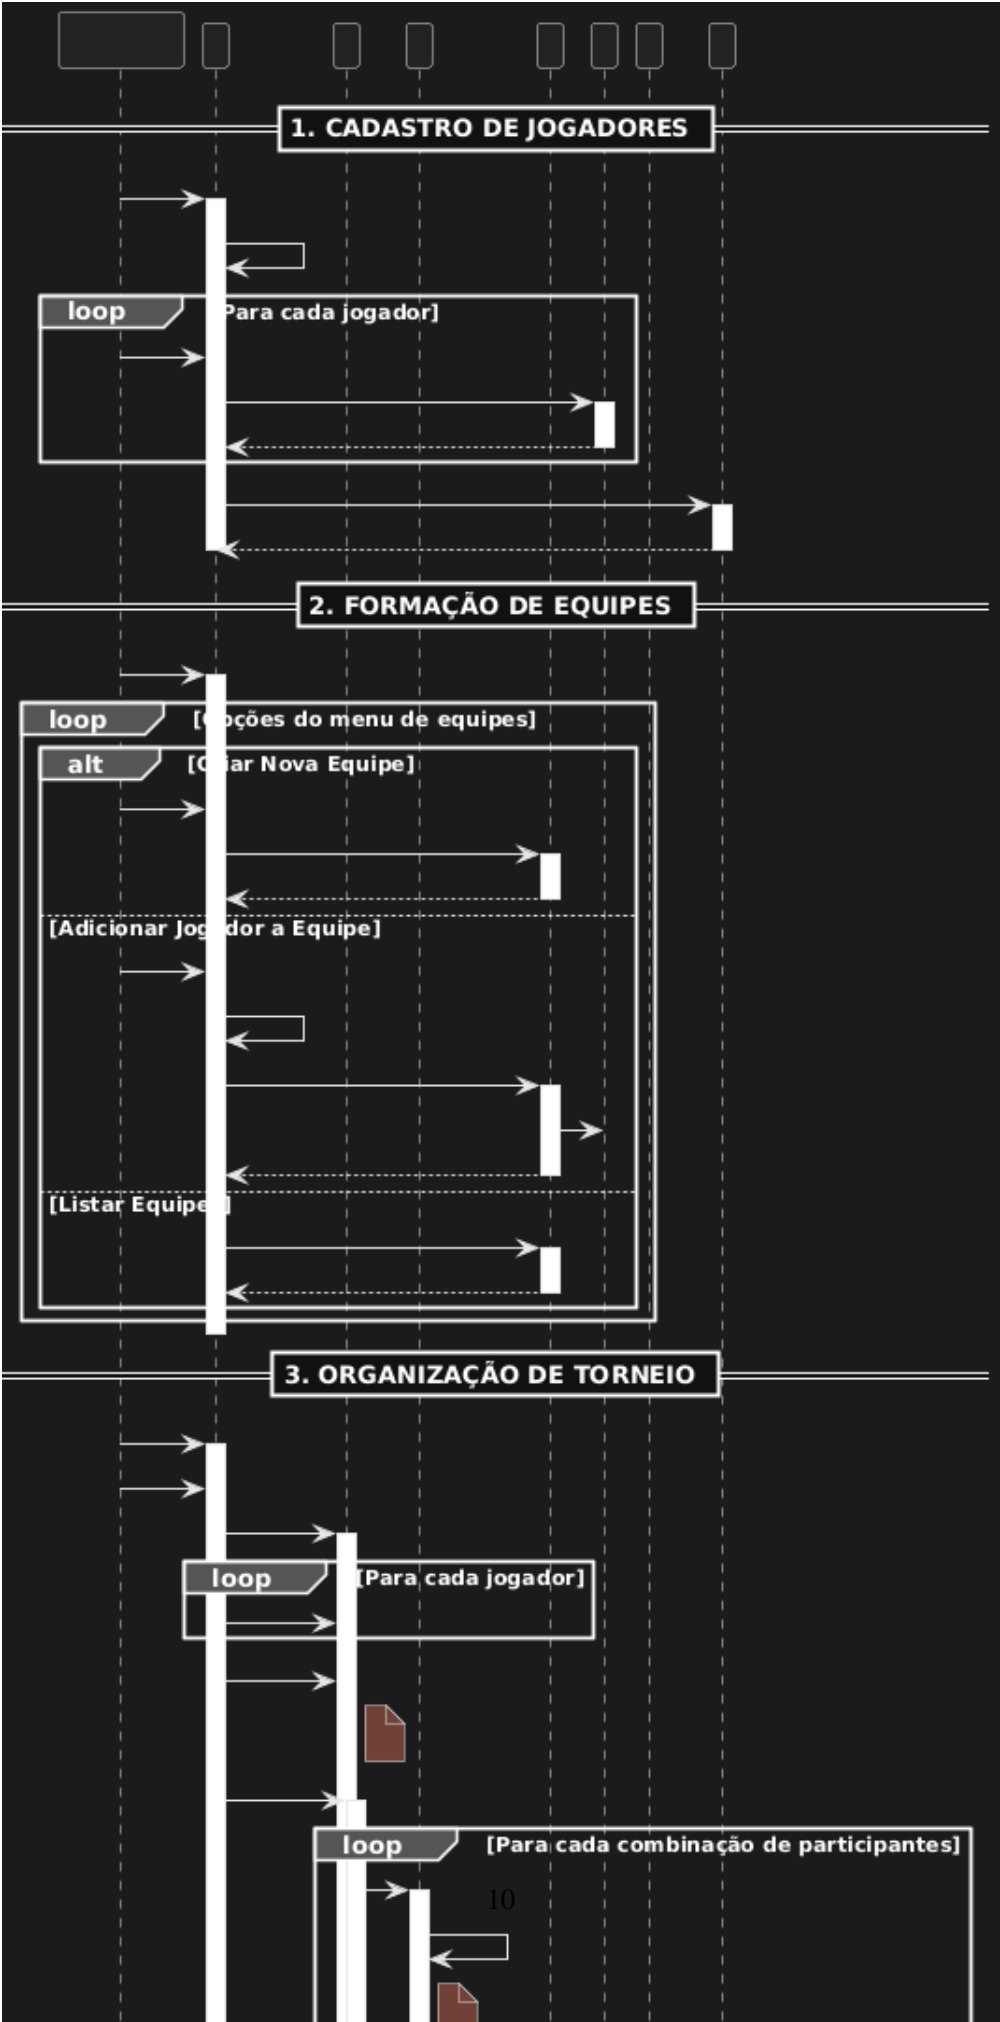 1. CADASTRO DE JOGADORES
loop
Para cada jogador]
2. FORMAÇÃO DE EQUIPES
loop
[Opções do menu de equipes]
alt
[Criar Nova Equipe]
[Adicionar Jogador a Equipe]
[Listar Equipes]
3. ORGANIZAÇÃO DE TORNEIO
loop
[Para cada jogador]
loop
[Para cada combinação de participantes]
10